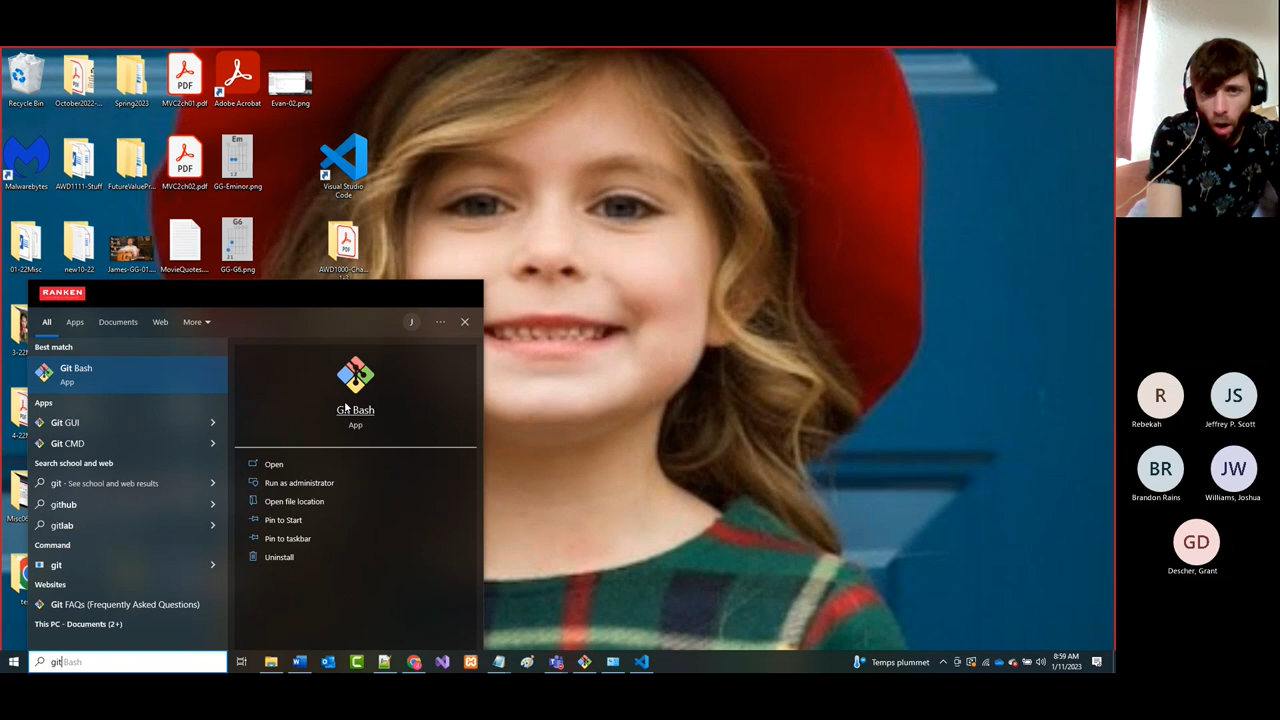 Recycle Bin
October2022-...
Spring2023
MVC2ch01.pdf
Adobe Acrobat
Evan-02.png
Malwarebytes
AWD1111-Stuff
FutureValuePr...
MVC2ch02.pdf
Em
GG-Eminor.png
Visual Studio
Code
01-22Misc
new10-22
James-GG-01....
MovieQuotes....
G6
GG-G6.png
AWD1000-Cha...
RANKEN
All
Apps
Documents
Web
More
J
Best match
Git Bash
App
Apps
Git GUI
Git CMD
Search school and web
git - See school and web results
github
gitlab
Command
git
Websites
Git FAQs (Frequently Asked Questions)
This PC - Documents (2+)
Git Bash
App
Open
Run as administrator
Open file location
Pin to Start
Pin to taskbar
Uninstall
git Bash
Temps plummet
8:59 AM
1/11/2023
R
Rebekah
JS
Jeffrey P. Scott
BR
Brandon Rains
JW
Williams, Joshua
GD
Descher, Grant